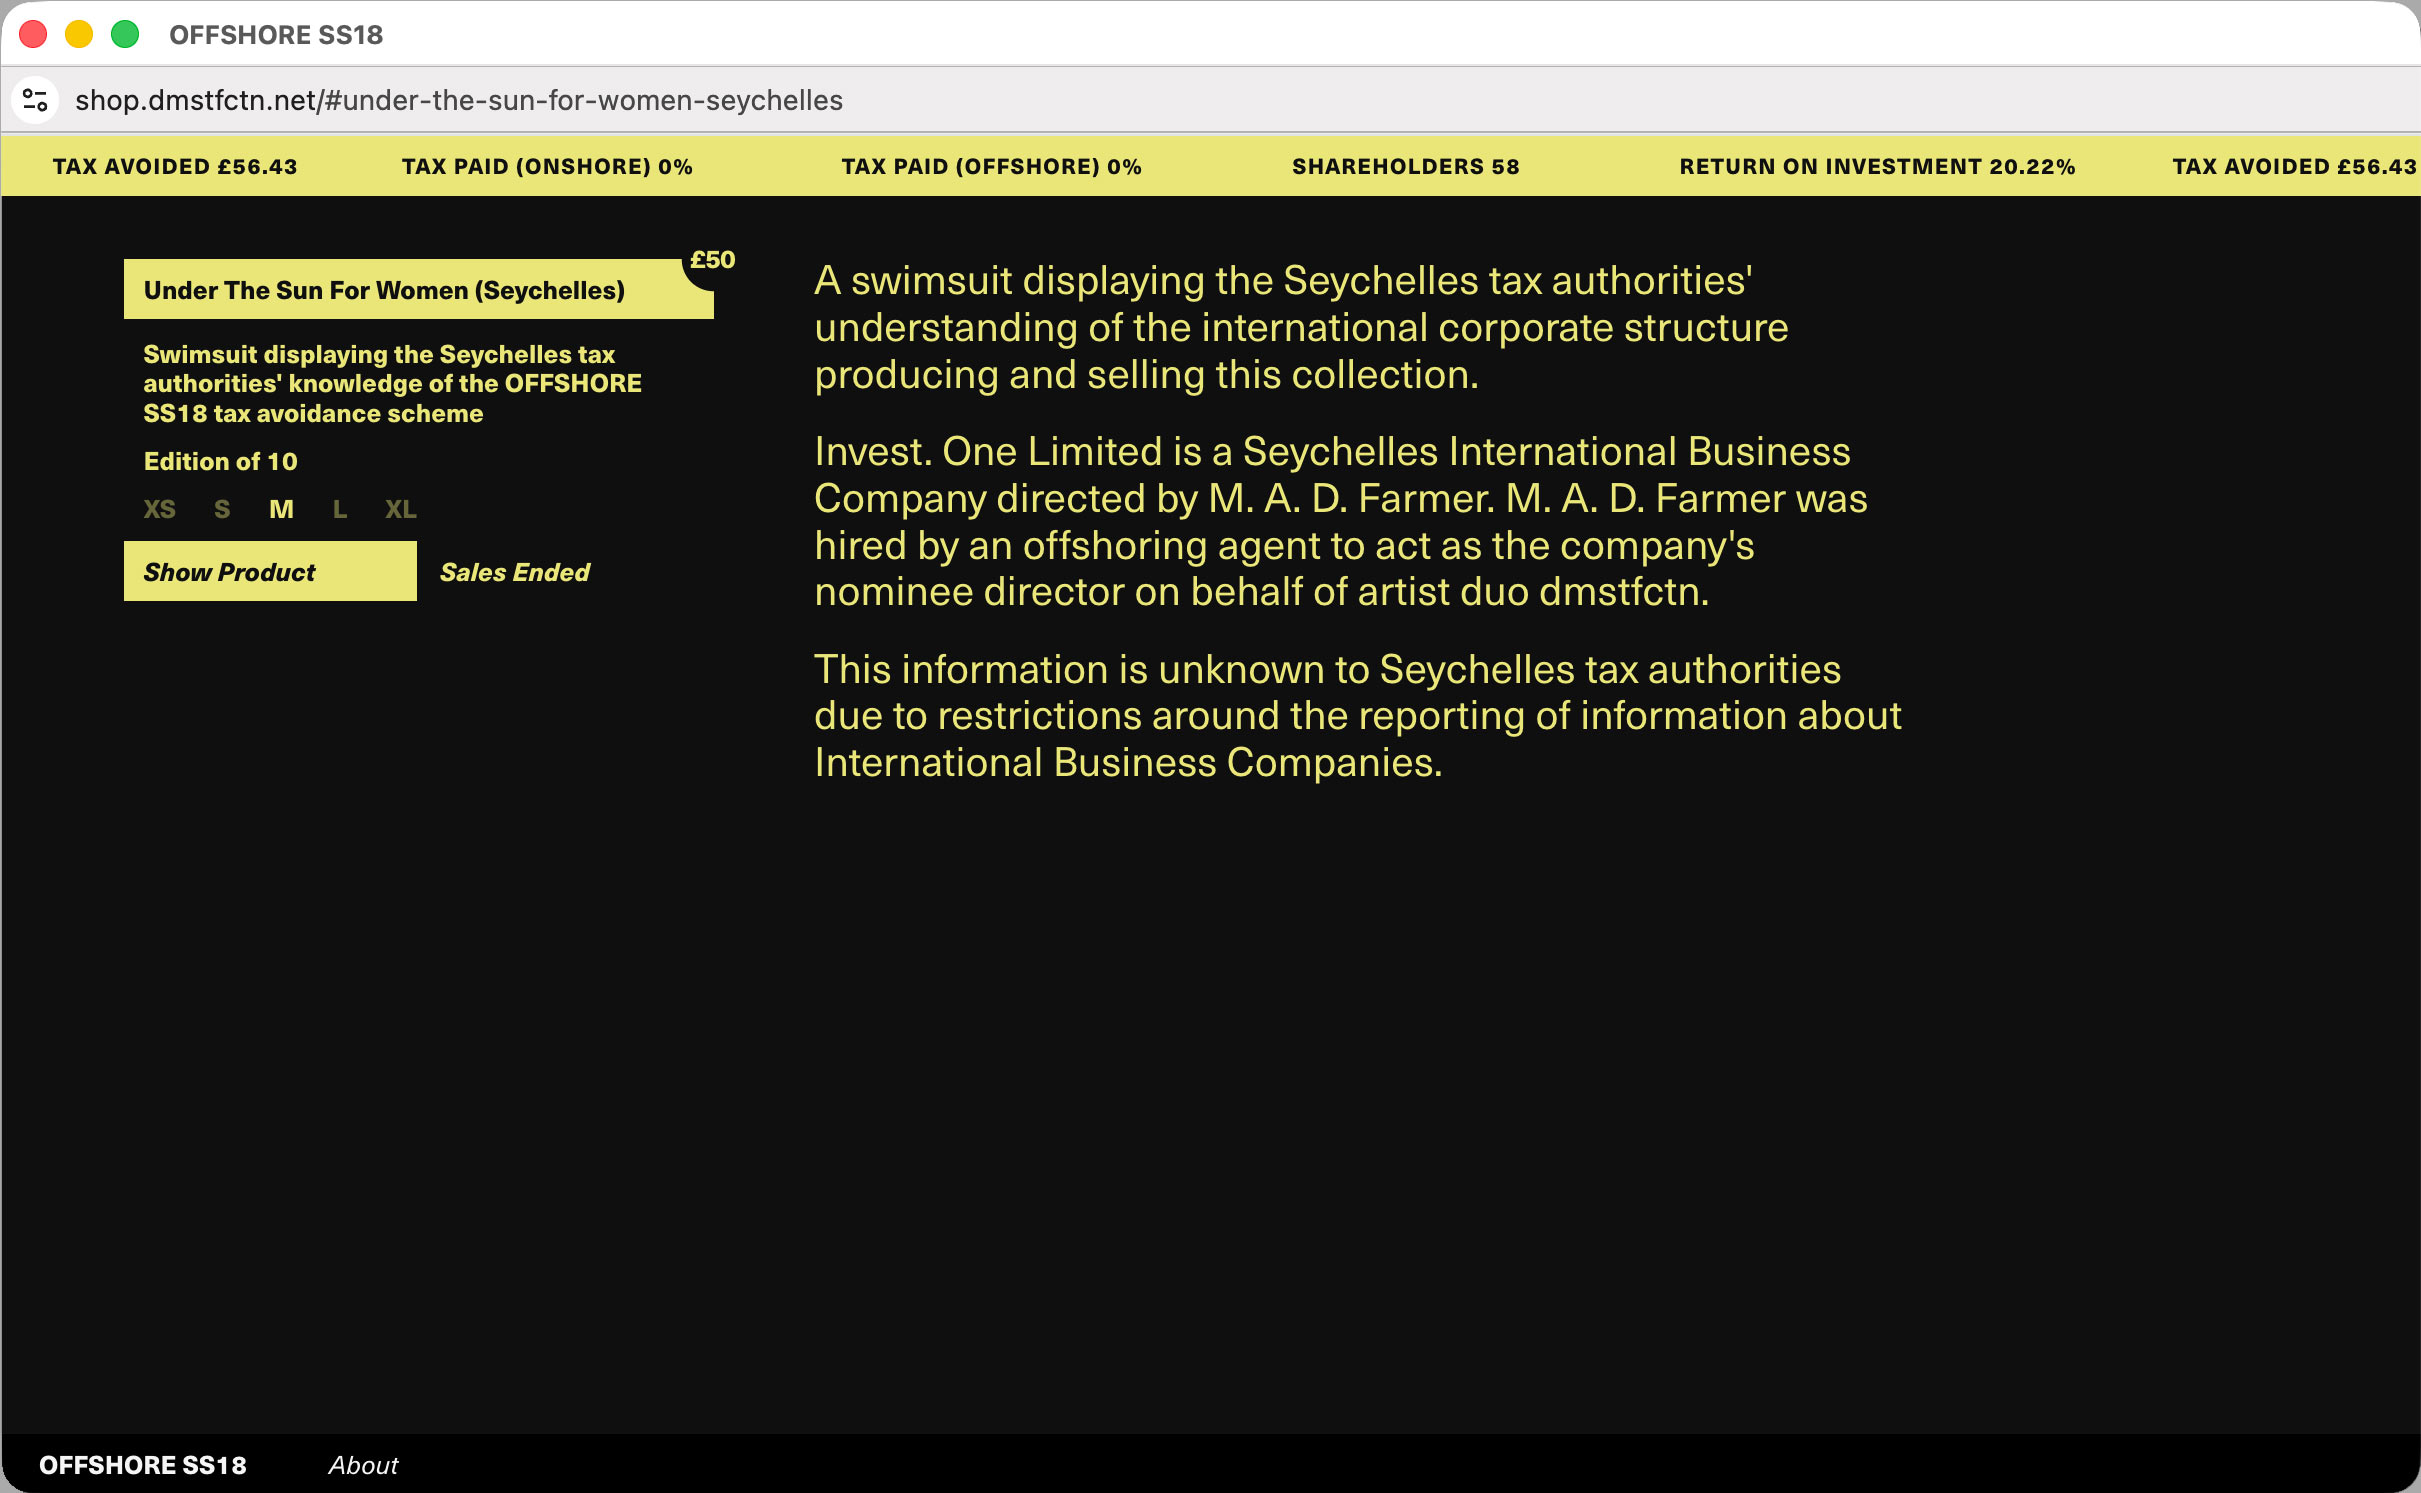 OFFSHORE SS18
shop.dmstfctn.net/#under-the-sun-for-women-seychelles
TAX AVOIDED £56.43 TAX PAID (ONSHORE) 0% TAX PAID (OFFSHORE) 0% SHAREHOLDERS 58 RETURN ON INVESTMENT 20.22% TAX AVOIDED £56.43
£50
Under The Sun For Women (Seychelles)
Swimsuit displaying the Seychelles tax
authorities' knowledge of the OFFSHORE
SS18 tax avoidance scheme
Edition of 10
XS S M L XL
Show Product Sales Ended
A swimsuit displaying the Seychelles tax authorities'
understanding of the international corporate structure
producing and selling this collection.
Invest. One Limited is a Seychelles International Business
Company directed by M. A. D. Farmer. M. A. D. Farmer was
hired by an offshoring agent to act as the company's
nominee director on behalf of artist duo dmstfctn.
This information is unknown to Seychelles tax authorities
due to restrictions around the reporting of information about
International Business Companies.
OFFSHORE SS18 About